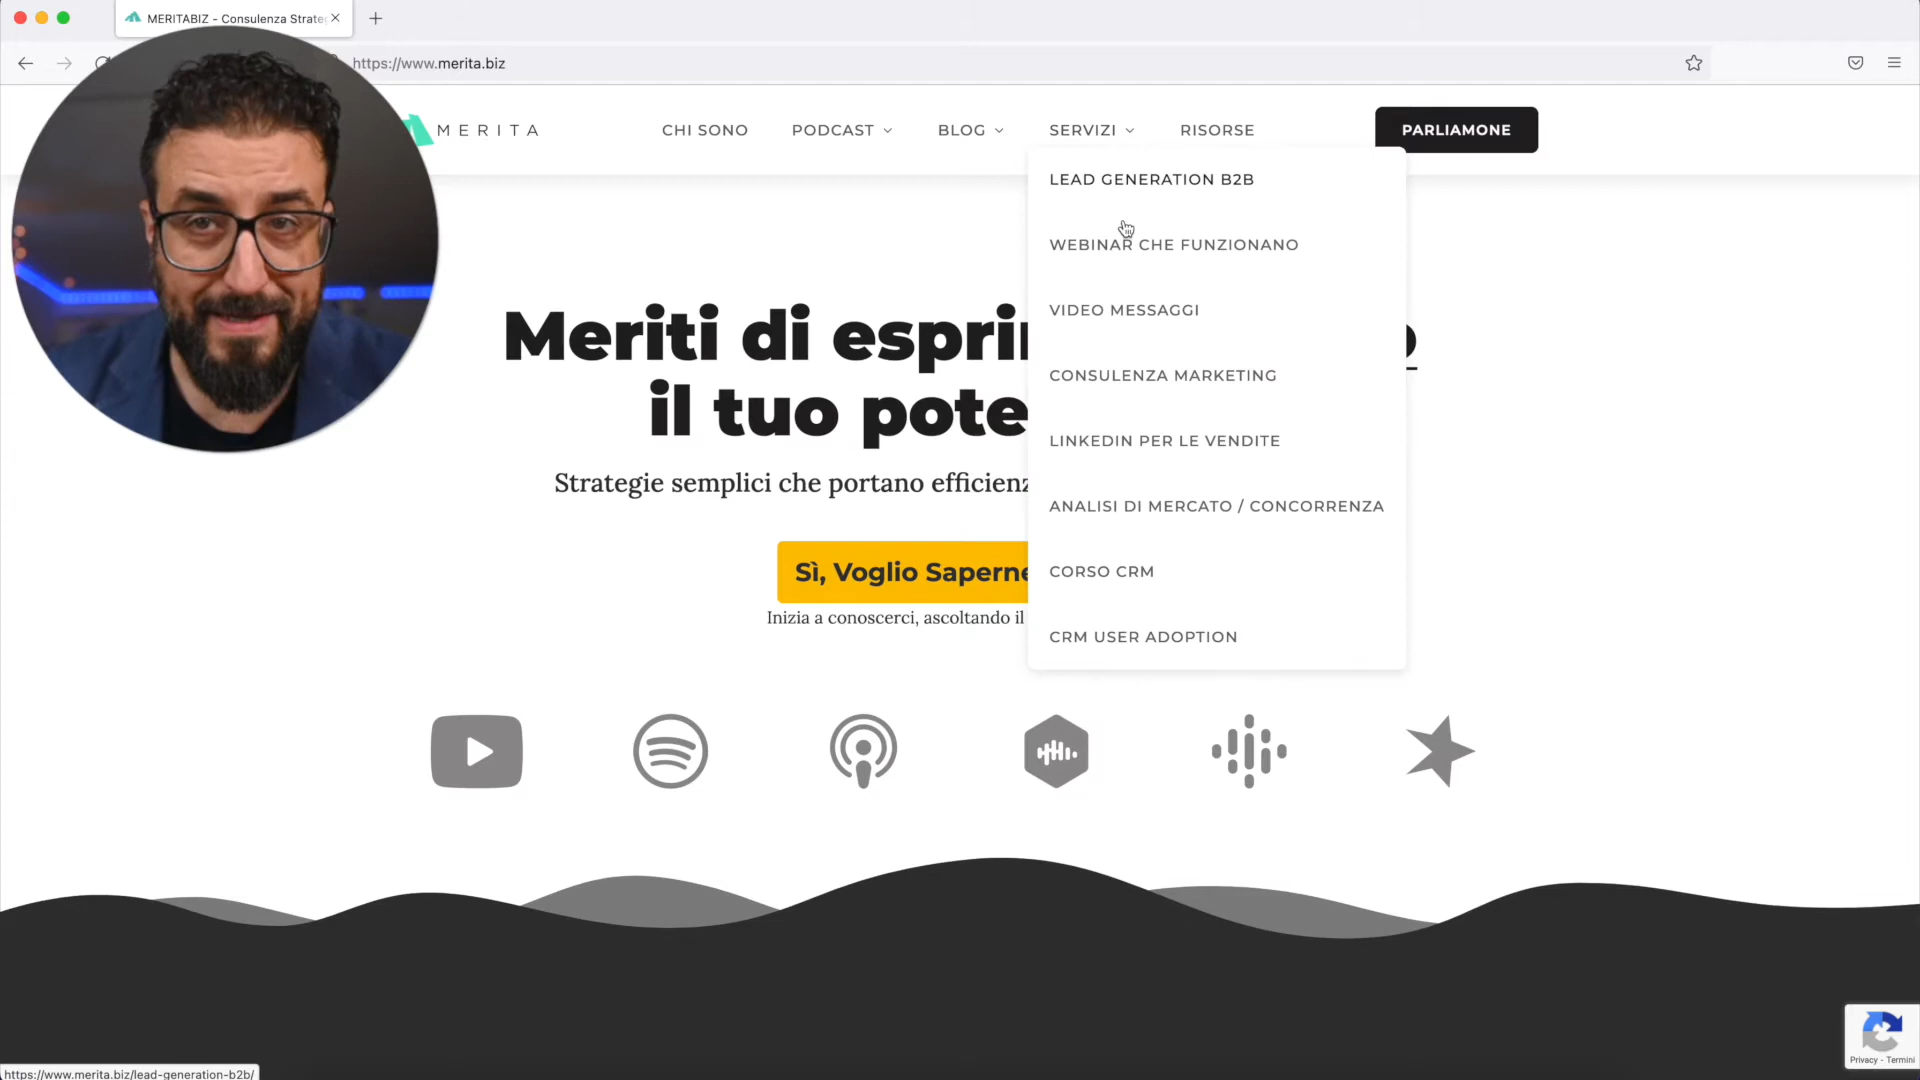 MERITABIZ - Consulenza Strate
https://www.merita.biz
MERITA
CHI SONO
PODCAST
BLOG
SERVIZI
RISORSE
PARLIAMONE
LEAD GENERATION B2B
WEBINAR CHE FUNZIONANO
VIDEO MESSAGGI
CONSULENZA MARKETING
LINKEDIN PER LE VENDITE
ANALISI DI MERCATO / CONCORRENZA
CORSO CRM
CRM USER ADOPTION
Meriti di esprin
il tuo pote
Strategie semplici che portano efficienz
Sì, Voglio Saperne
Inizia a conoscerci, ascoltando il
Privacy - Termini
https://www.merita.biz/lead-generation-b2b/